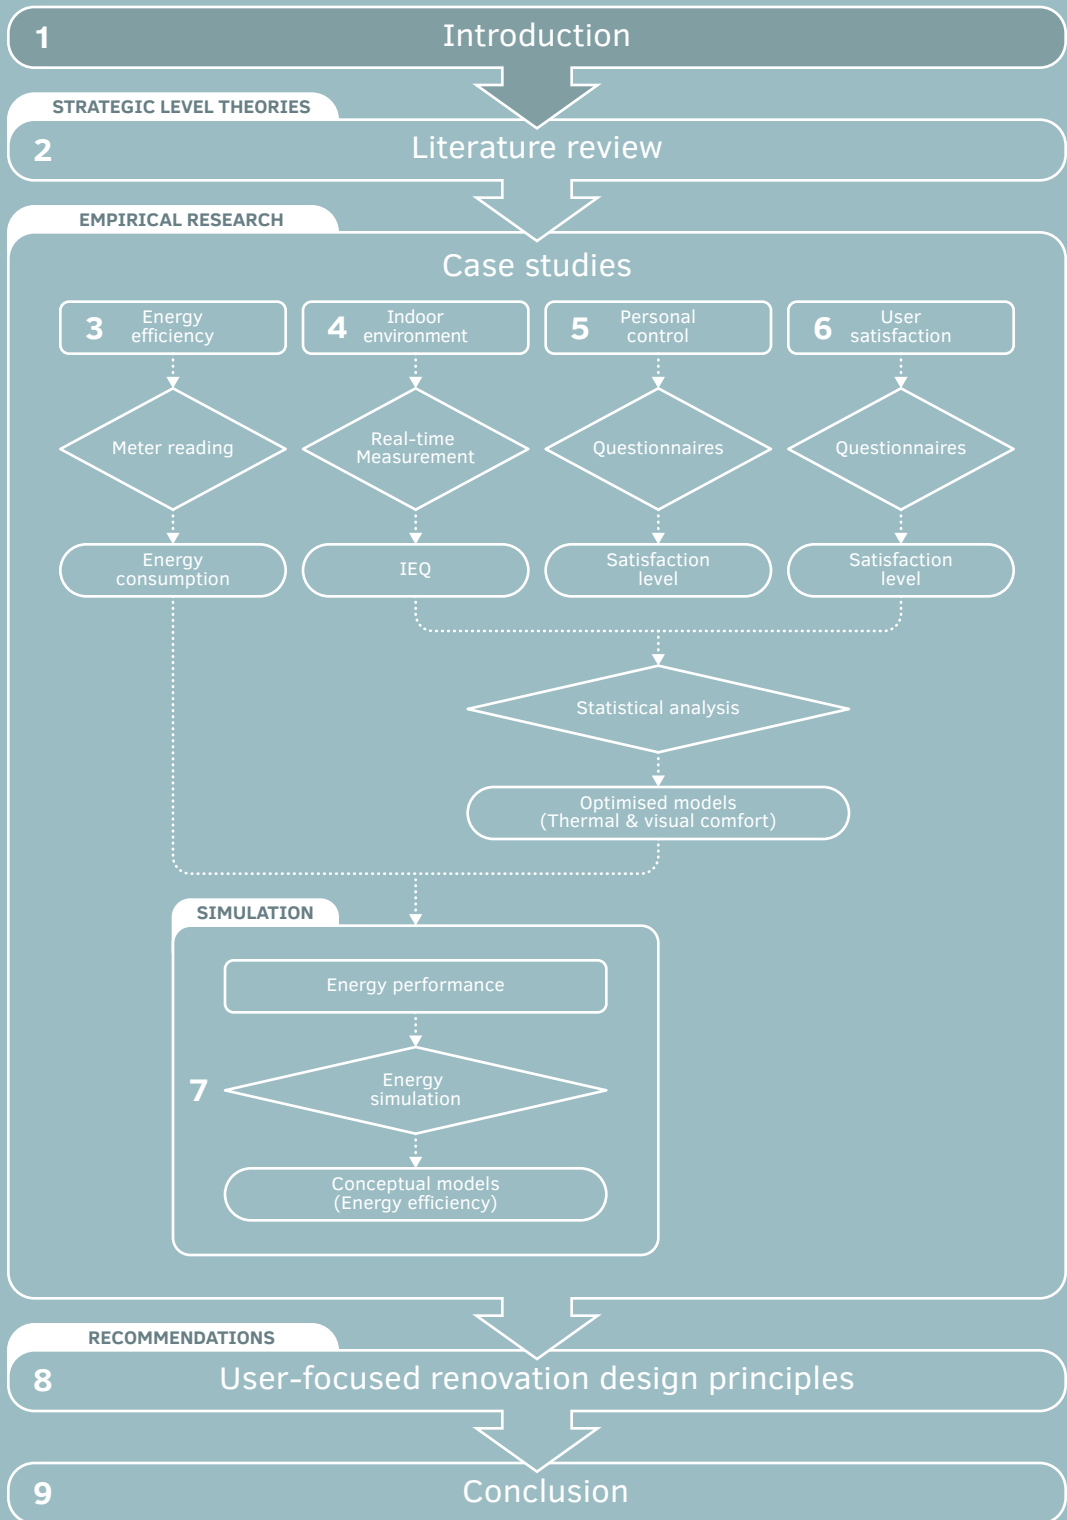 1
Introduction
STRATEGIC LEVEL THEORIES
2
Literature review
EMPIRICAL RESEARCH
Case studies
3
Energy
efficiency
4
Indoor
environment
5
Personal
control
6
User
satisfaction
Meter reading
Real-time
Measurement
Questionnaires
Questionnaires
Energy
consumption
IEQ
Satisfaction
level
Satisfaction
level
Statistical analysis
Optimised models
(Thermal & visual comfort)
SIMULATION
Energy performance
7
Energy
simulation
Conceptual models
(Energy efficiency)
RECOMMENDATIONS
8
User-focused renovation design principles
9
Conclusion